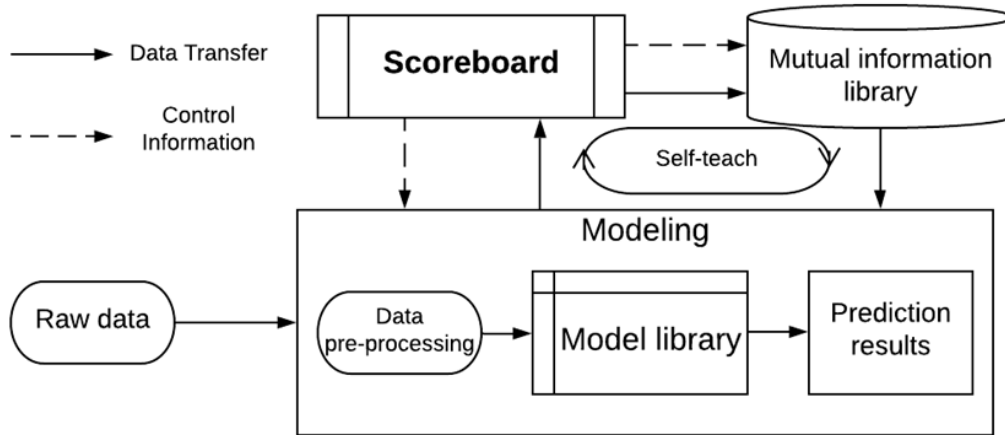 Data Transfer
Control
Information
Scoreboard
Mutual information
library
Self-teach
Modeling
Raw data
Data
pre-processing
Model library
Prediction
results